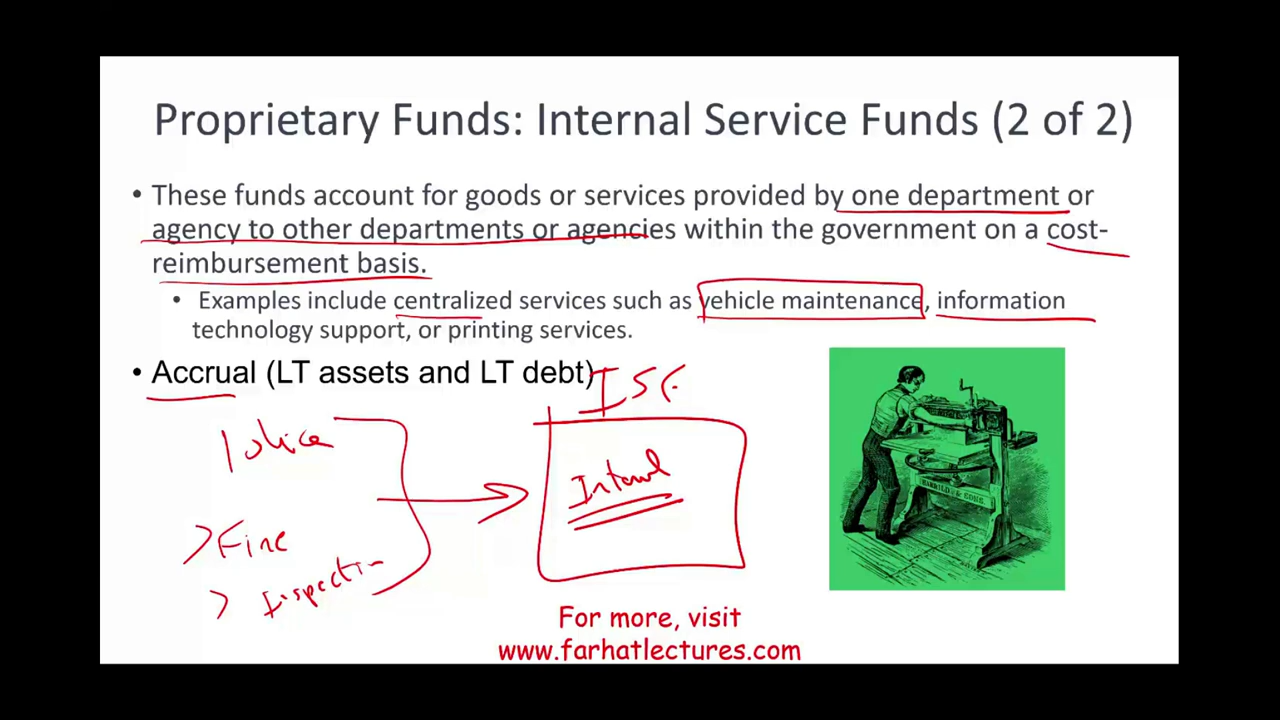 Proprietary Funds: Internal Service Funds (2 of 2)
• These funds account for goods or services provided by one department or
agency to other departments or agencies within the government on a cost-
reimbursement basis.
• Examples include centralized services such as vehicle maintenance, information
technology support, or printing services.
• Accrual (LT assets and LT debt)
ISF
Police
Internal
> Fire
> Inspection
HARRILD & SONS.
For more, visit
www.farhatlectures.com